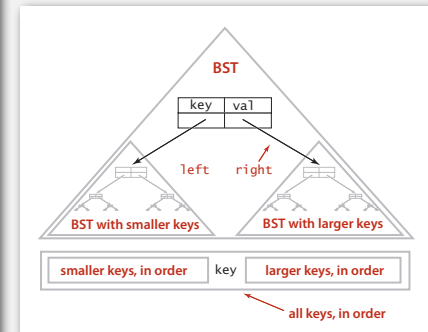 BST
key val
left right
BST with smaller keys BST with larger keys
smaller keys, in order key larger keys, in order
all keys, in order